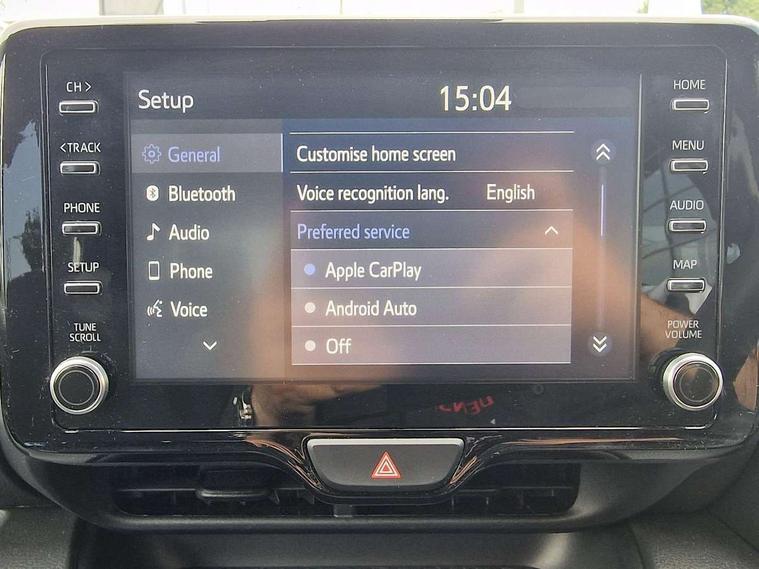 CH >
<TRACK
PHONE
SETUP
TUNE
SCROLL
Setup
15:04
General
Bluetooth
Audio
Phone
Voice
Customise home screen
Voice recognition lang. English
Preferred service
Apple CarPlay
Android Auto
Off
HOME
MENU
AUDIO
MAP
POWER
VOLUME